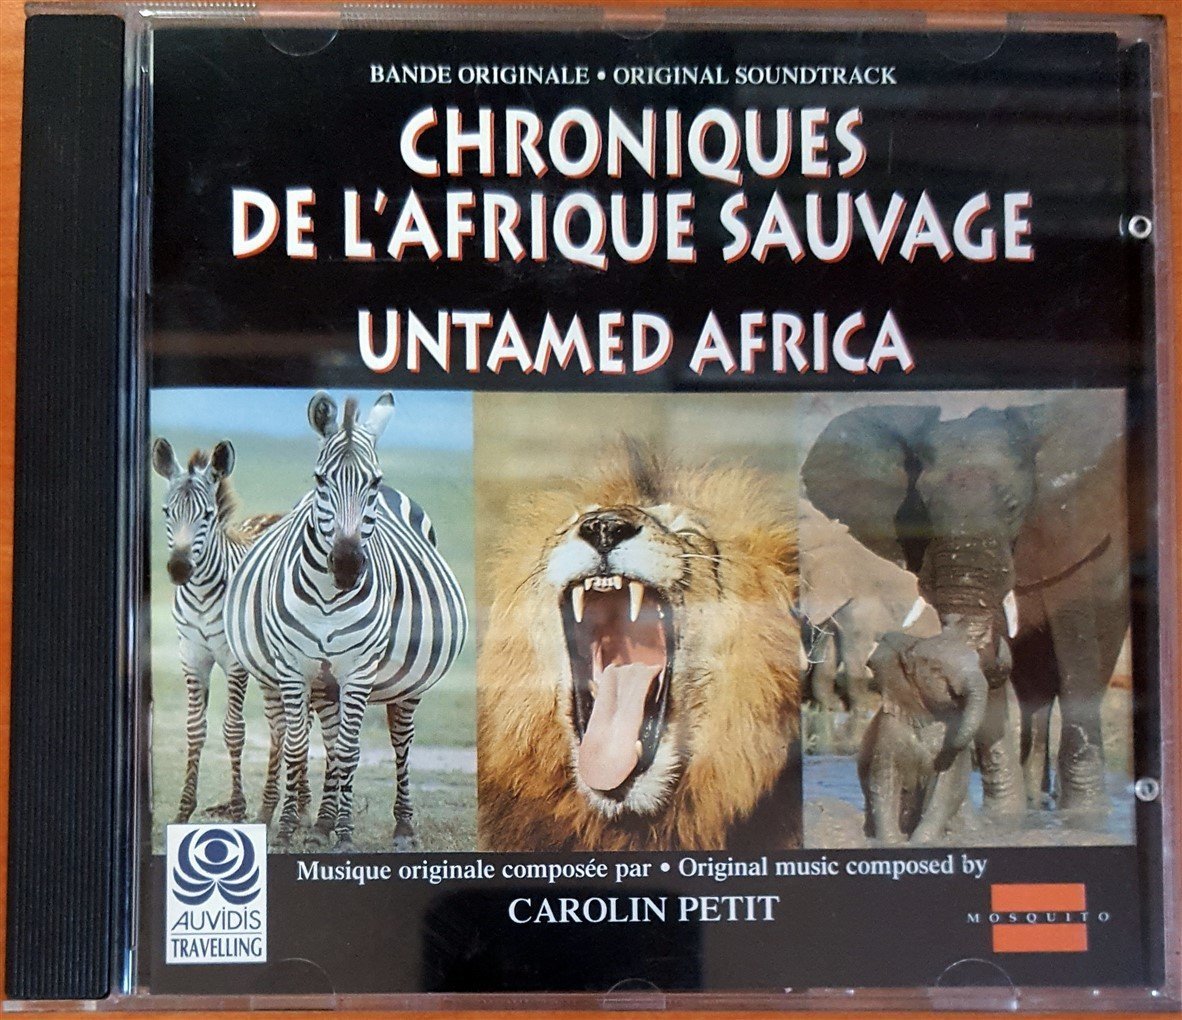 BANDE ORIGINALE • ORIGINAL SOUNDTRACK
CHRONIQUES
DE L'AFRIQUE SAUVAGE
UNTAMED AFRICA
Musique originale composée par • Original music composed by
CAROLIN PETIT
AUVIDIS
TRAVELLING
MOSQUITO